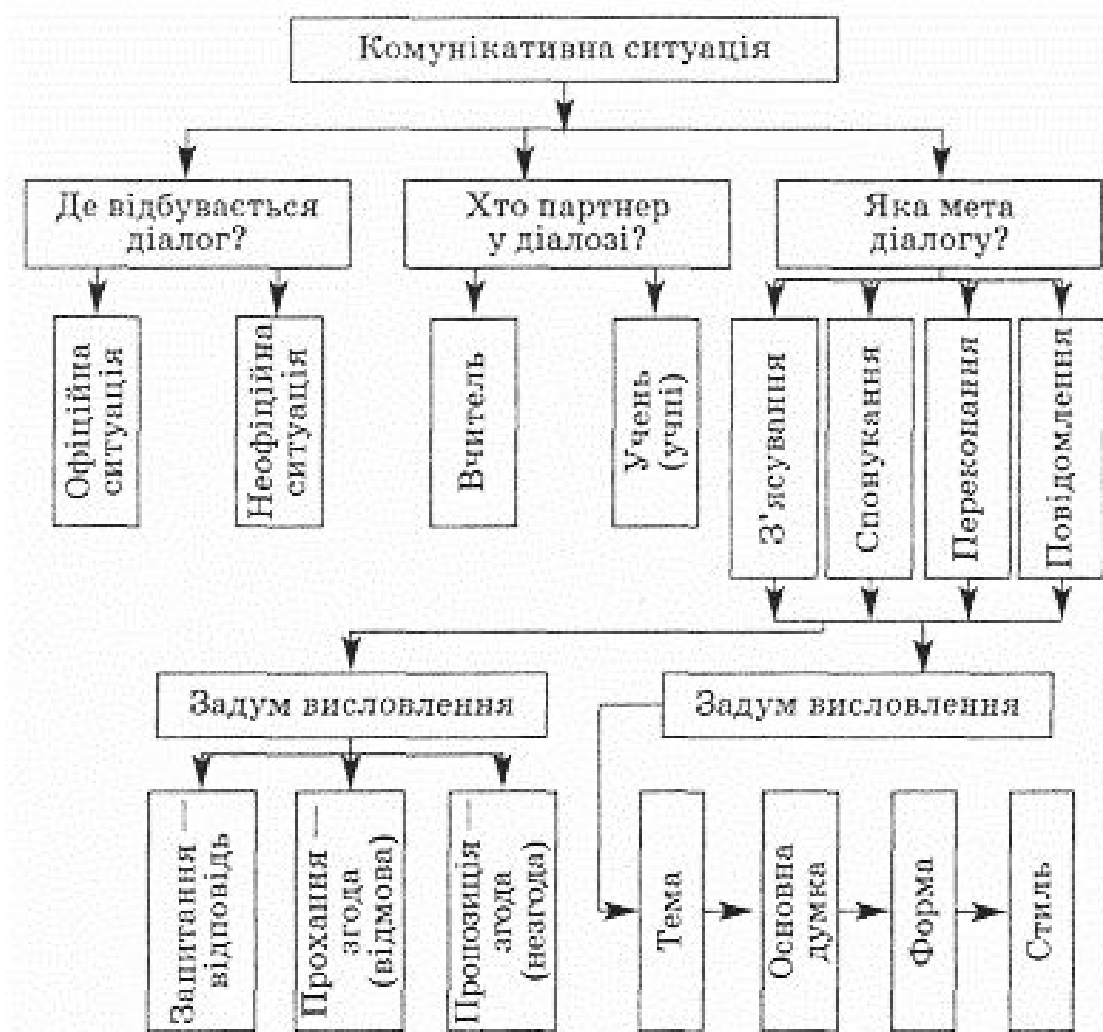 Комунікативна ситуація
Де відбувається
діалог?
Хто партнер
у діалозі?
Яка мета
діалогу?
Офіційна
ситуація
Неофіційна
ситуація
Вчитель
Учень
(учні)
З'ясування
Спонукання
Переконання
Повідомлення
Задум висловлення
Задум висловлення
Запитання —
відповідь
Прохання —
згода
(відмова)
Пропозиція —
згода
(незгода)
Тема
Основна
думка
Форма
Стиль